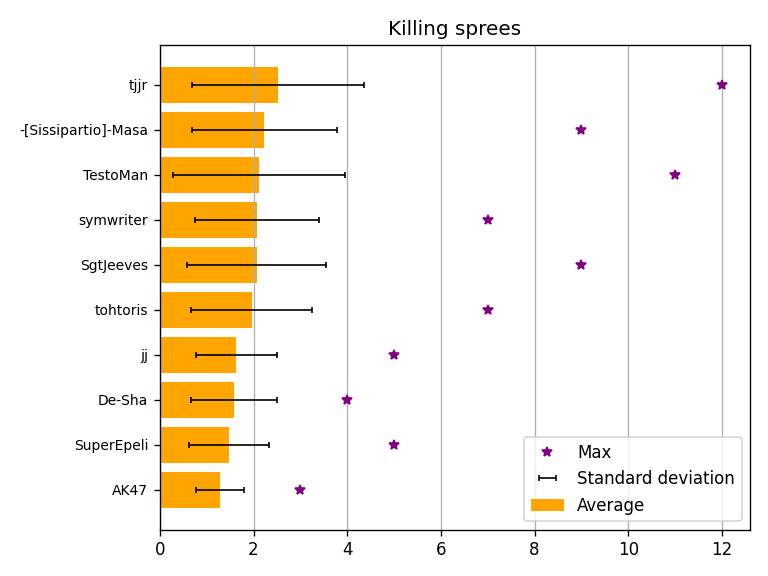 Killing sprees
tjjr
-[Sissipartio]-Masa
TestoMan
symwriter
SgtJeeves
tohtoris
jj
De-Sha
SuperEpeli
AK47
Max
Standard deviation
Average
0 2 4 6 8 10 12